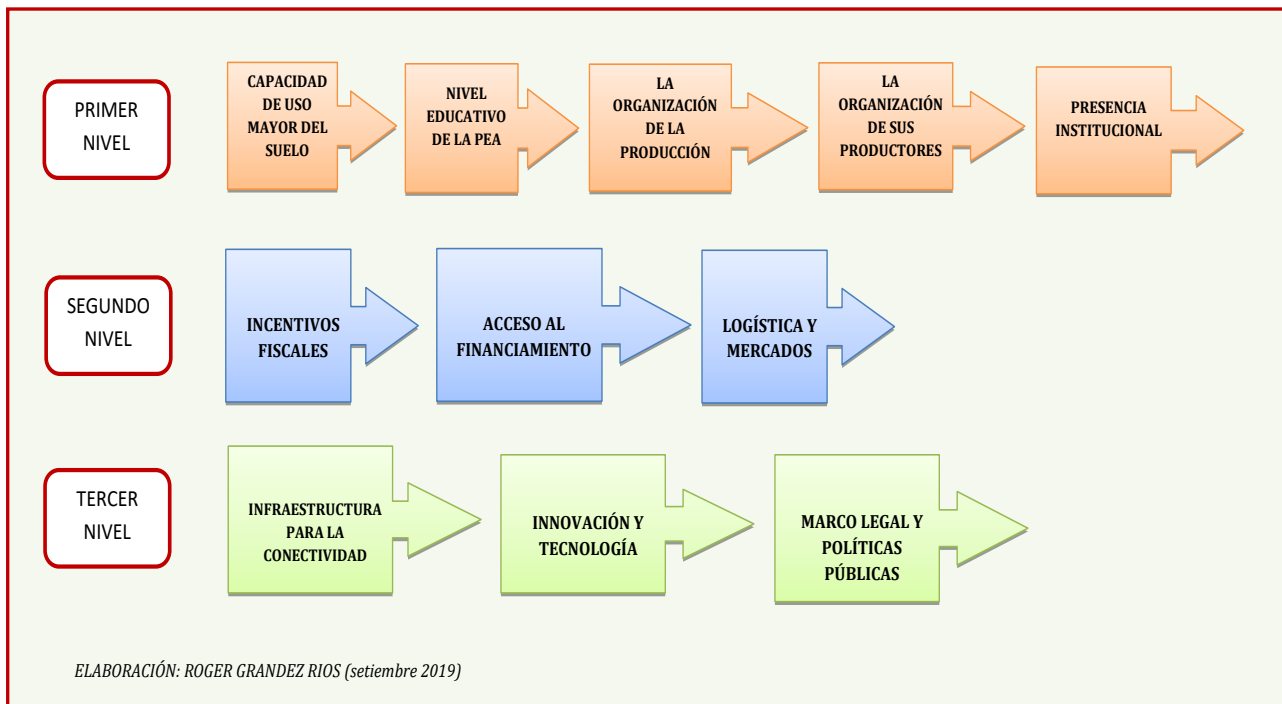 PRIMER
NIVEL
CAPACIDAD
DE USO
MAYOR DEL
SUELO
NIVEL
EDUCATIVO
DE LA PEA
LA
ORGANIZACIÓN
DE LA
PRODUCCIÓN
LA
ORGANIZACIÓN
DE SUS
PRODUCTORES
PRESENCIA
INSTITUCIONAL
SEGUNDO
NIVEL
INCENTIVOS
FISCALES
ACCESO AL
FINANCIAMIENTO
LOGÍSTICA Y
MERCADOS
TERCER
NIVEL
INFRAESTRUCTURA
PARA LA
CONECTIVIDAD
INNOVACIÓN Y
TECNOLOGÍA
MARCO LEGAL Y
POLÍTICAS
PÚBLICAS
ELABORACIÓN: ROGER GRANDEZ RIOS (setiembre 2019)